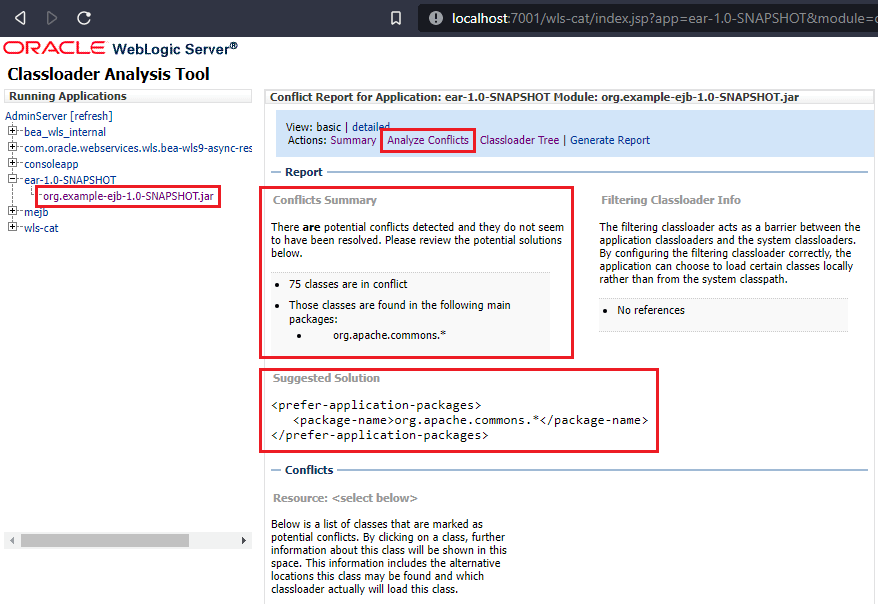 localhost:7001/wls-cat/index.jsp?app=ear-1.0-SNAPSHOT&module=
ORACLE WebLogic Server®
Classloader Analysis Tool
Running Applications
AdminServer [refresh]
bea_wls_internal
com.oracle.webservices.wls.bea-wls9-async-res
consoleapp
ear-1.0-SNAPSHOT
org.example-ejb-1.0-SNAPSHOT.jar
mejb
wls-cat
Conflict Report for Application: ear-1.0-SNAPSHOT Module: org.example-ejb-1.0-SNAPSHOT.jar
View: basic | detailed
Actions: Summary Analyze Conflicts Classloader Tree | Generate Report
Report
Conflicts Summary
There are potential conflicts detected and they do not seem
to have been resolved. Please review the potential solutions
below.
• 75 classes are in conflict
• Those classes are found in the following main
packages:
• org.apache.commons.*
Filtering Classloader Info
The filtering classloader acts as a barrier between the
application classloaders and the system classloaders.
By configuring the filtering classloader correctly, the
application can choose to load certain classes locally
rather than from the system classpath.
• No references
Suggested Solution
<prefer-application-packages>
<package-name>org.apache.commons.*</package-name>
</prefer-application-packages>
Conflicts
Resource: <select below>
Below is a list of classes that are marked as
potential conflicts. By clicking on a class, further
information about this class will be shown in this
space. This information includes the alternative
locations this class may be found and which
classloader actually will load this class.